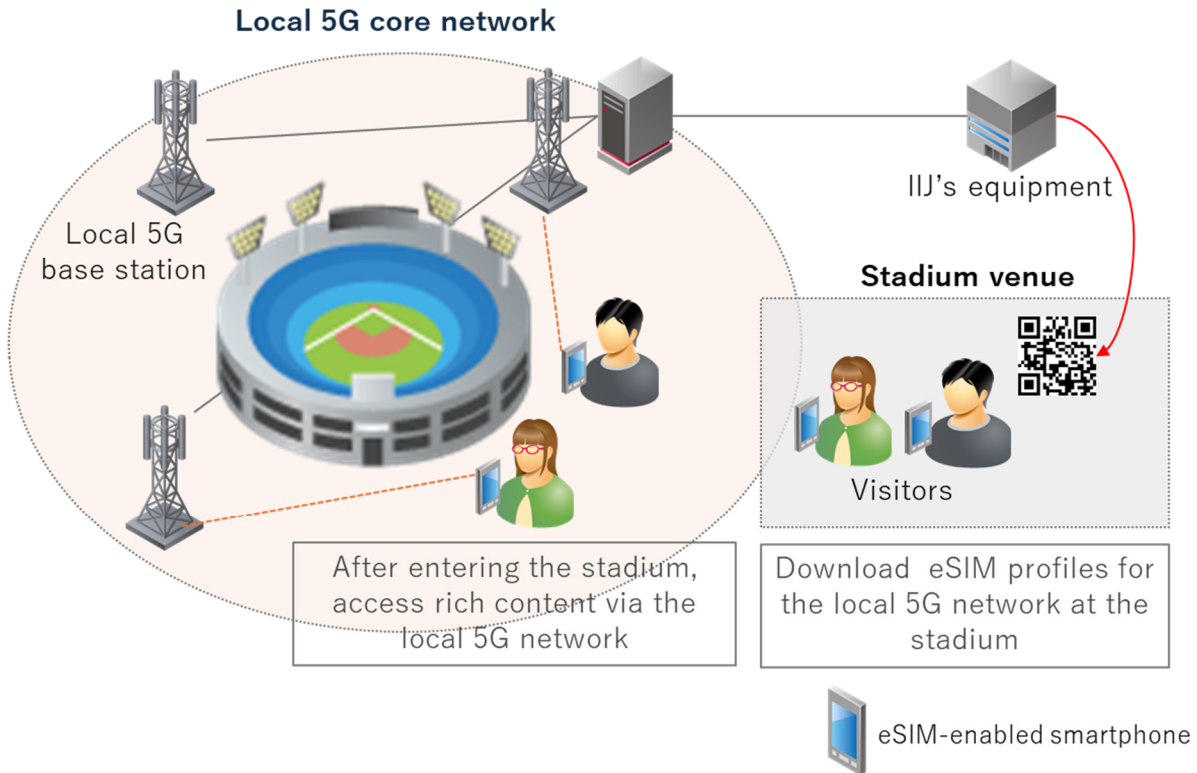 Local 5G core network
Local 5G
base station
IIJ's equipment
Stadium venue
Visitors
After entering the stadium,
access rich content via the
local 5G network
Download eSIM profiles for
the local 5G network at the
stadium
eSIM-enabled smartphone